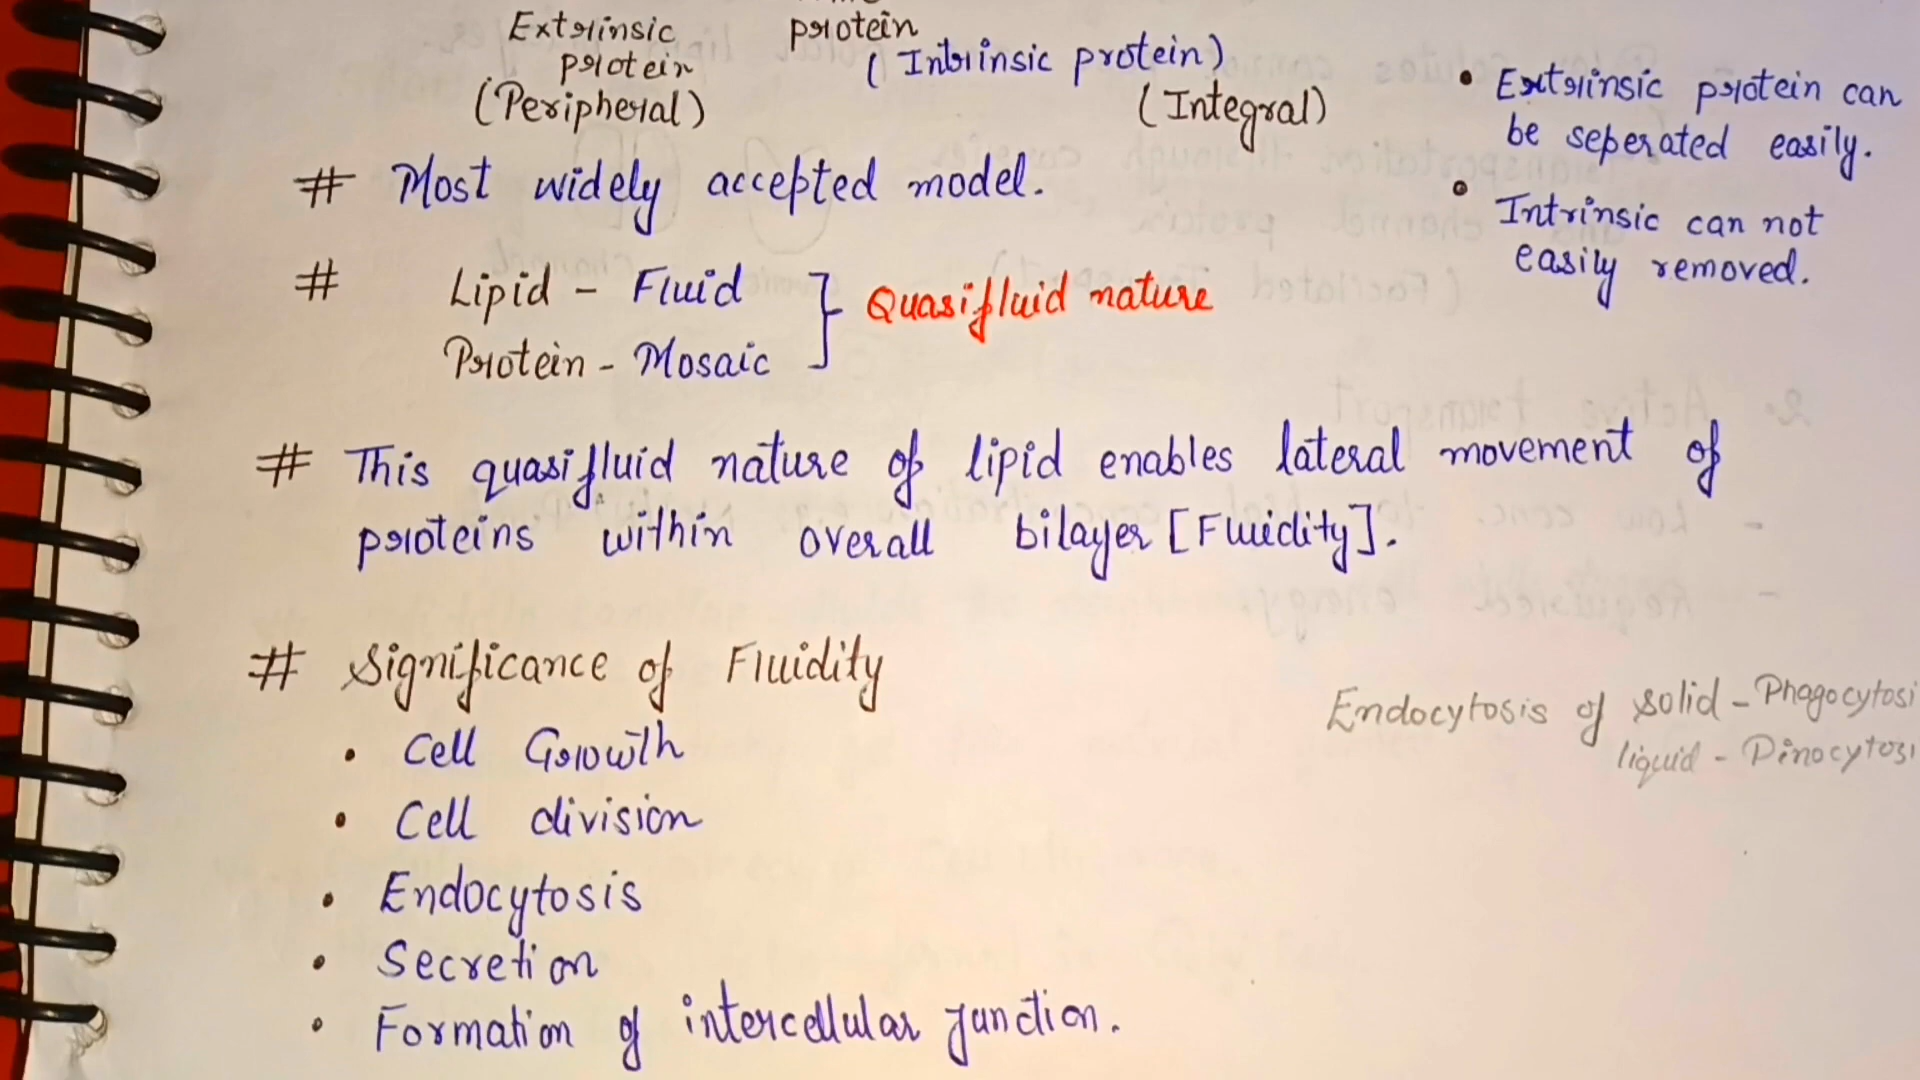 Extrinsic protein
protein (Intrinsic protein)
(Peripheral) (Integral)
• Extrinsic protein can
be seperated easily.
• Intrinsic can not
easily removed.
# Most widely accepted model.
# Lipid - Fluid
Protein - Mosaic
Quasifluid nature
# This quasifluid nature of lipid enables lateral movement of
proteins within overall bilayer [Fluidity].
# Significance of Fluidity
• Cell Growth
• Cell division
• Endocytosis
• Secretion
• Formation of intercellular junction.
Endocytosis of solid - Phagocytosi
liquid - Pinocytosi